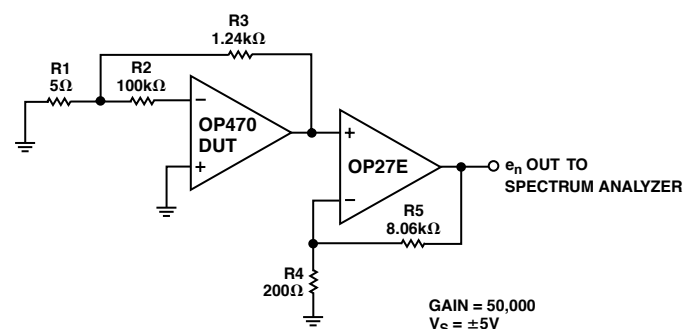 R3
1.24kΩ
R1
5Ω
R2
100kΩ
−
+
OP470
DUT
+
−
OP27E
en OUT TO
SPECTRUM ANALYZER
R5
8.06kΩ
R4
200Ω
GAIN = 50,000
VS = ±5V